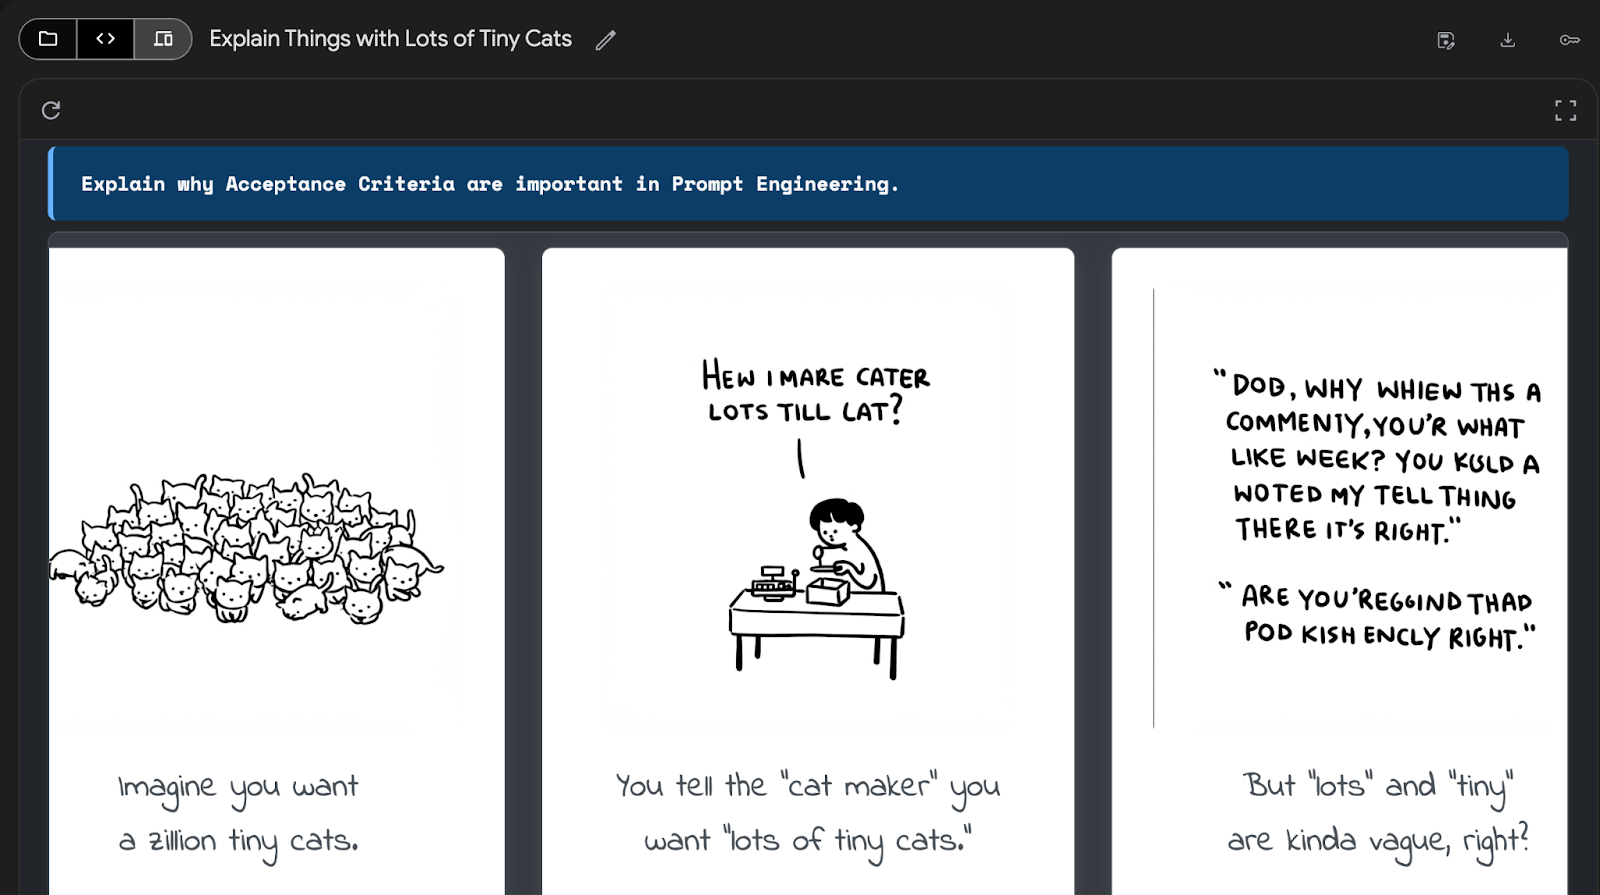 Explain Things with Lots of Tiny Cats
Explain why Acceptance Criteria are important in Prompt Engineering.
HEW I MARE CATER
LOTS TILL LAT?
"DOD, WHY WHIEW THS A
COMMENTY, YOU'R WHAT
LIKE WEEK? YOU KULD A
WOTED MY TELL THING
THERE IT'S RIGHT."
"ARE YOU'REGGIND THAD
POD KISH ENCLY RIGHT."
Imagine you want
a zillion tiny cats.
You tell the "cat maker" you
want "lots of tiny cats."
But "lots" and "tiny"
are kinda vague, right?